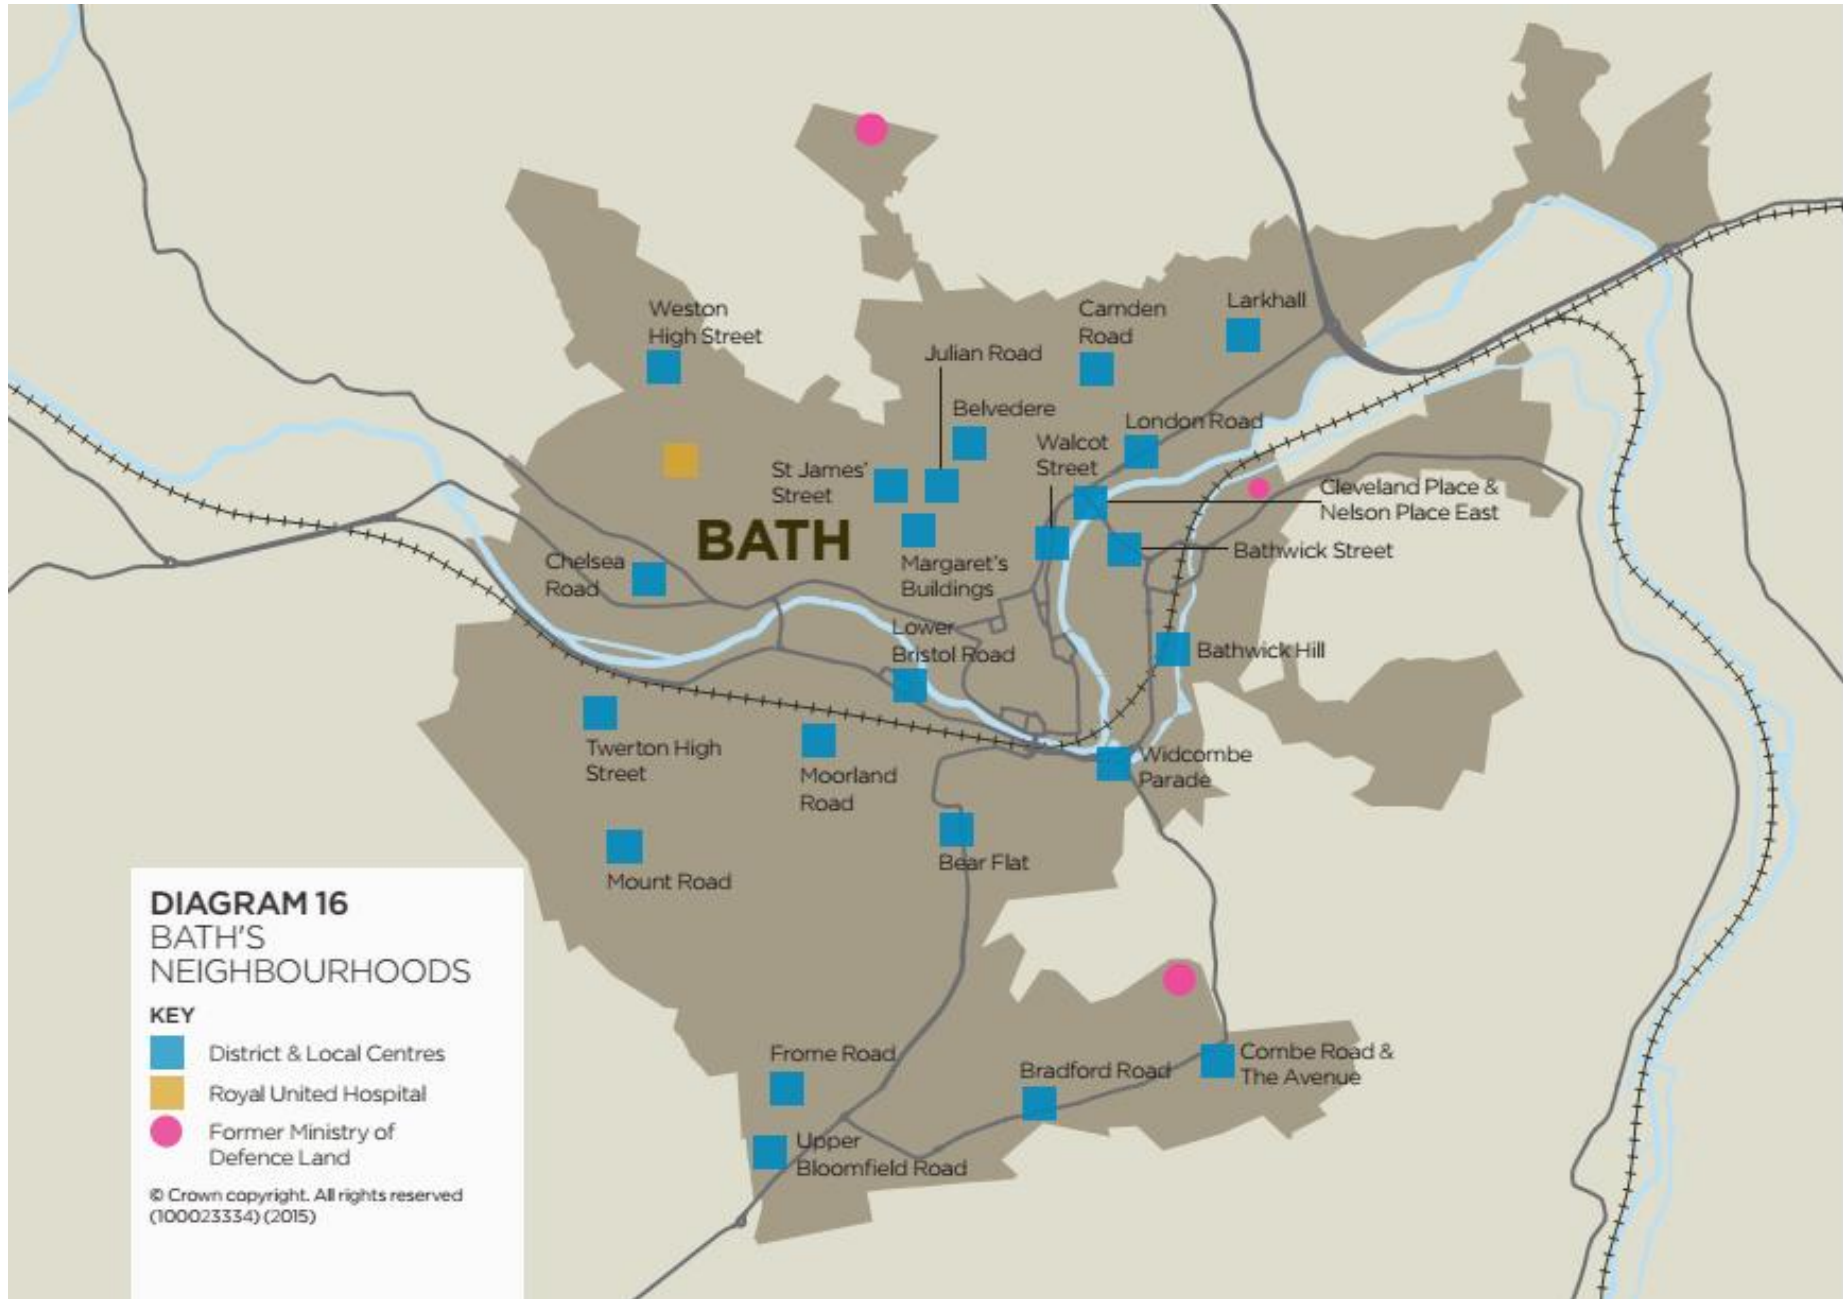 Weston
High Street
Camden
Road
Larkhall
Julian Road
Belvedere
London Road
Walcot
Street
St James'
Street
Cleveland Place &
Nelson Place East
BATH
Bathwick Street
Chelsea
Road
Margaret's
Buildings
Lower
Bristol Road
Bathwick Hill
Twerton High
Street
Moorland
Road
Widcombe
Parade
Bear Flat
Mount Road
DIAGRAM 16
BATH'S
NEIGHBOURHOODS
KEY
District & Local Centres
Royal United Hospital
Former Ministry of
Defence Land
© Crown copyright. All rights reserved
(100023334) (2015)
Frome Road
Bradford Road
Combe Road &
The Avenue
Upper
Bloomfield Road